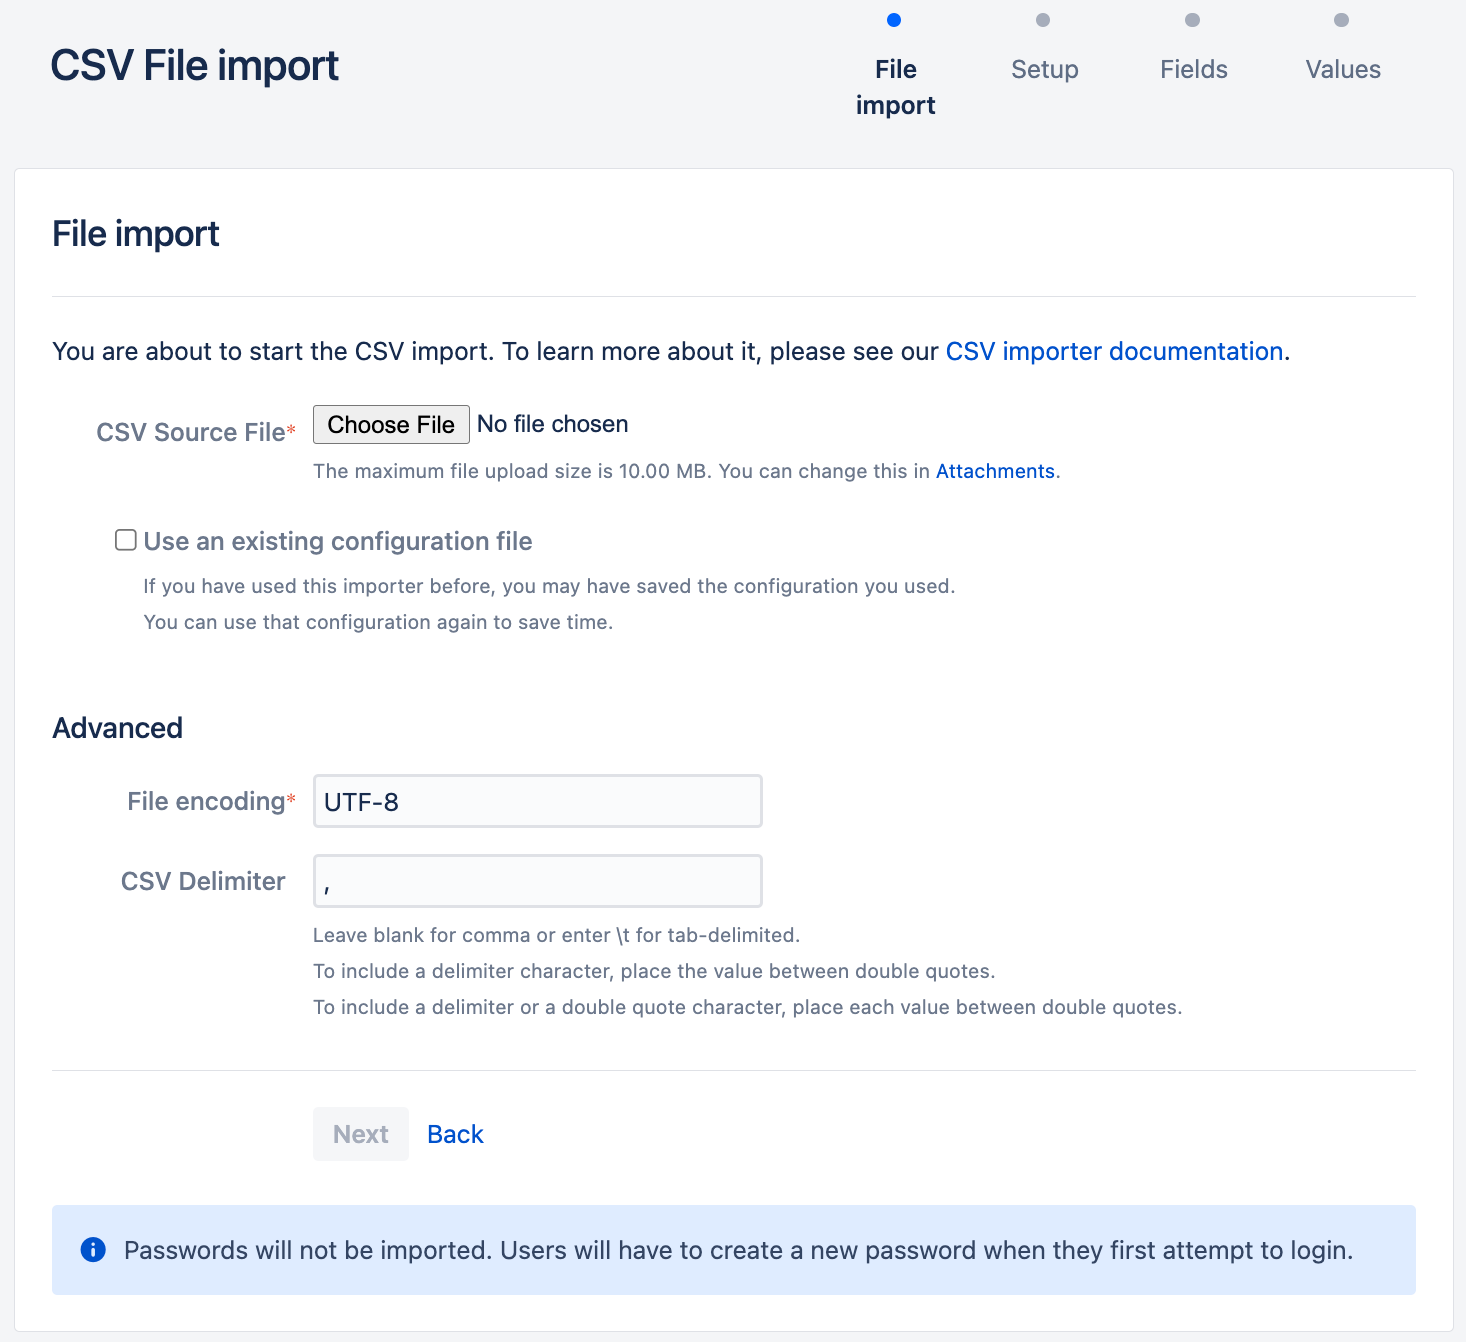 CSV File import
File
import
Setup
Fields
Values
File import
You are about to start the CSV import. To learn more about it, please see our CSV importer documentation.
CSV Source File*
Choose File No file chosen
The maximum file upload size is 10.00 MB. You can change this in Attachments.
Use an existing configuration file
If you have used this importer before, you may have saved the configuration you used.
You can use that configuration again to save time.
Advanced
File encoding*
UTF-8
CSV Delimiter
,
Leave blank for comma or enter \t for tab-delimited.
To include a delimiter character, place the value between double quotes.
To include a delimiter or a double quote character, place each value between double quotes.
Next
Back
Passwords will not be imported. Users will have to create a new password when they first attempt to login.